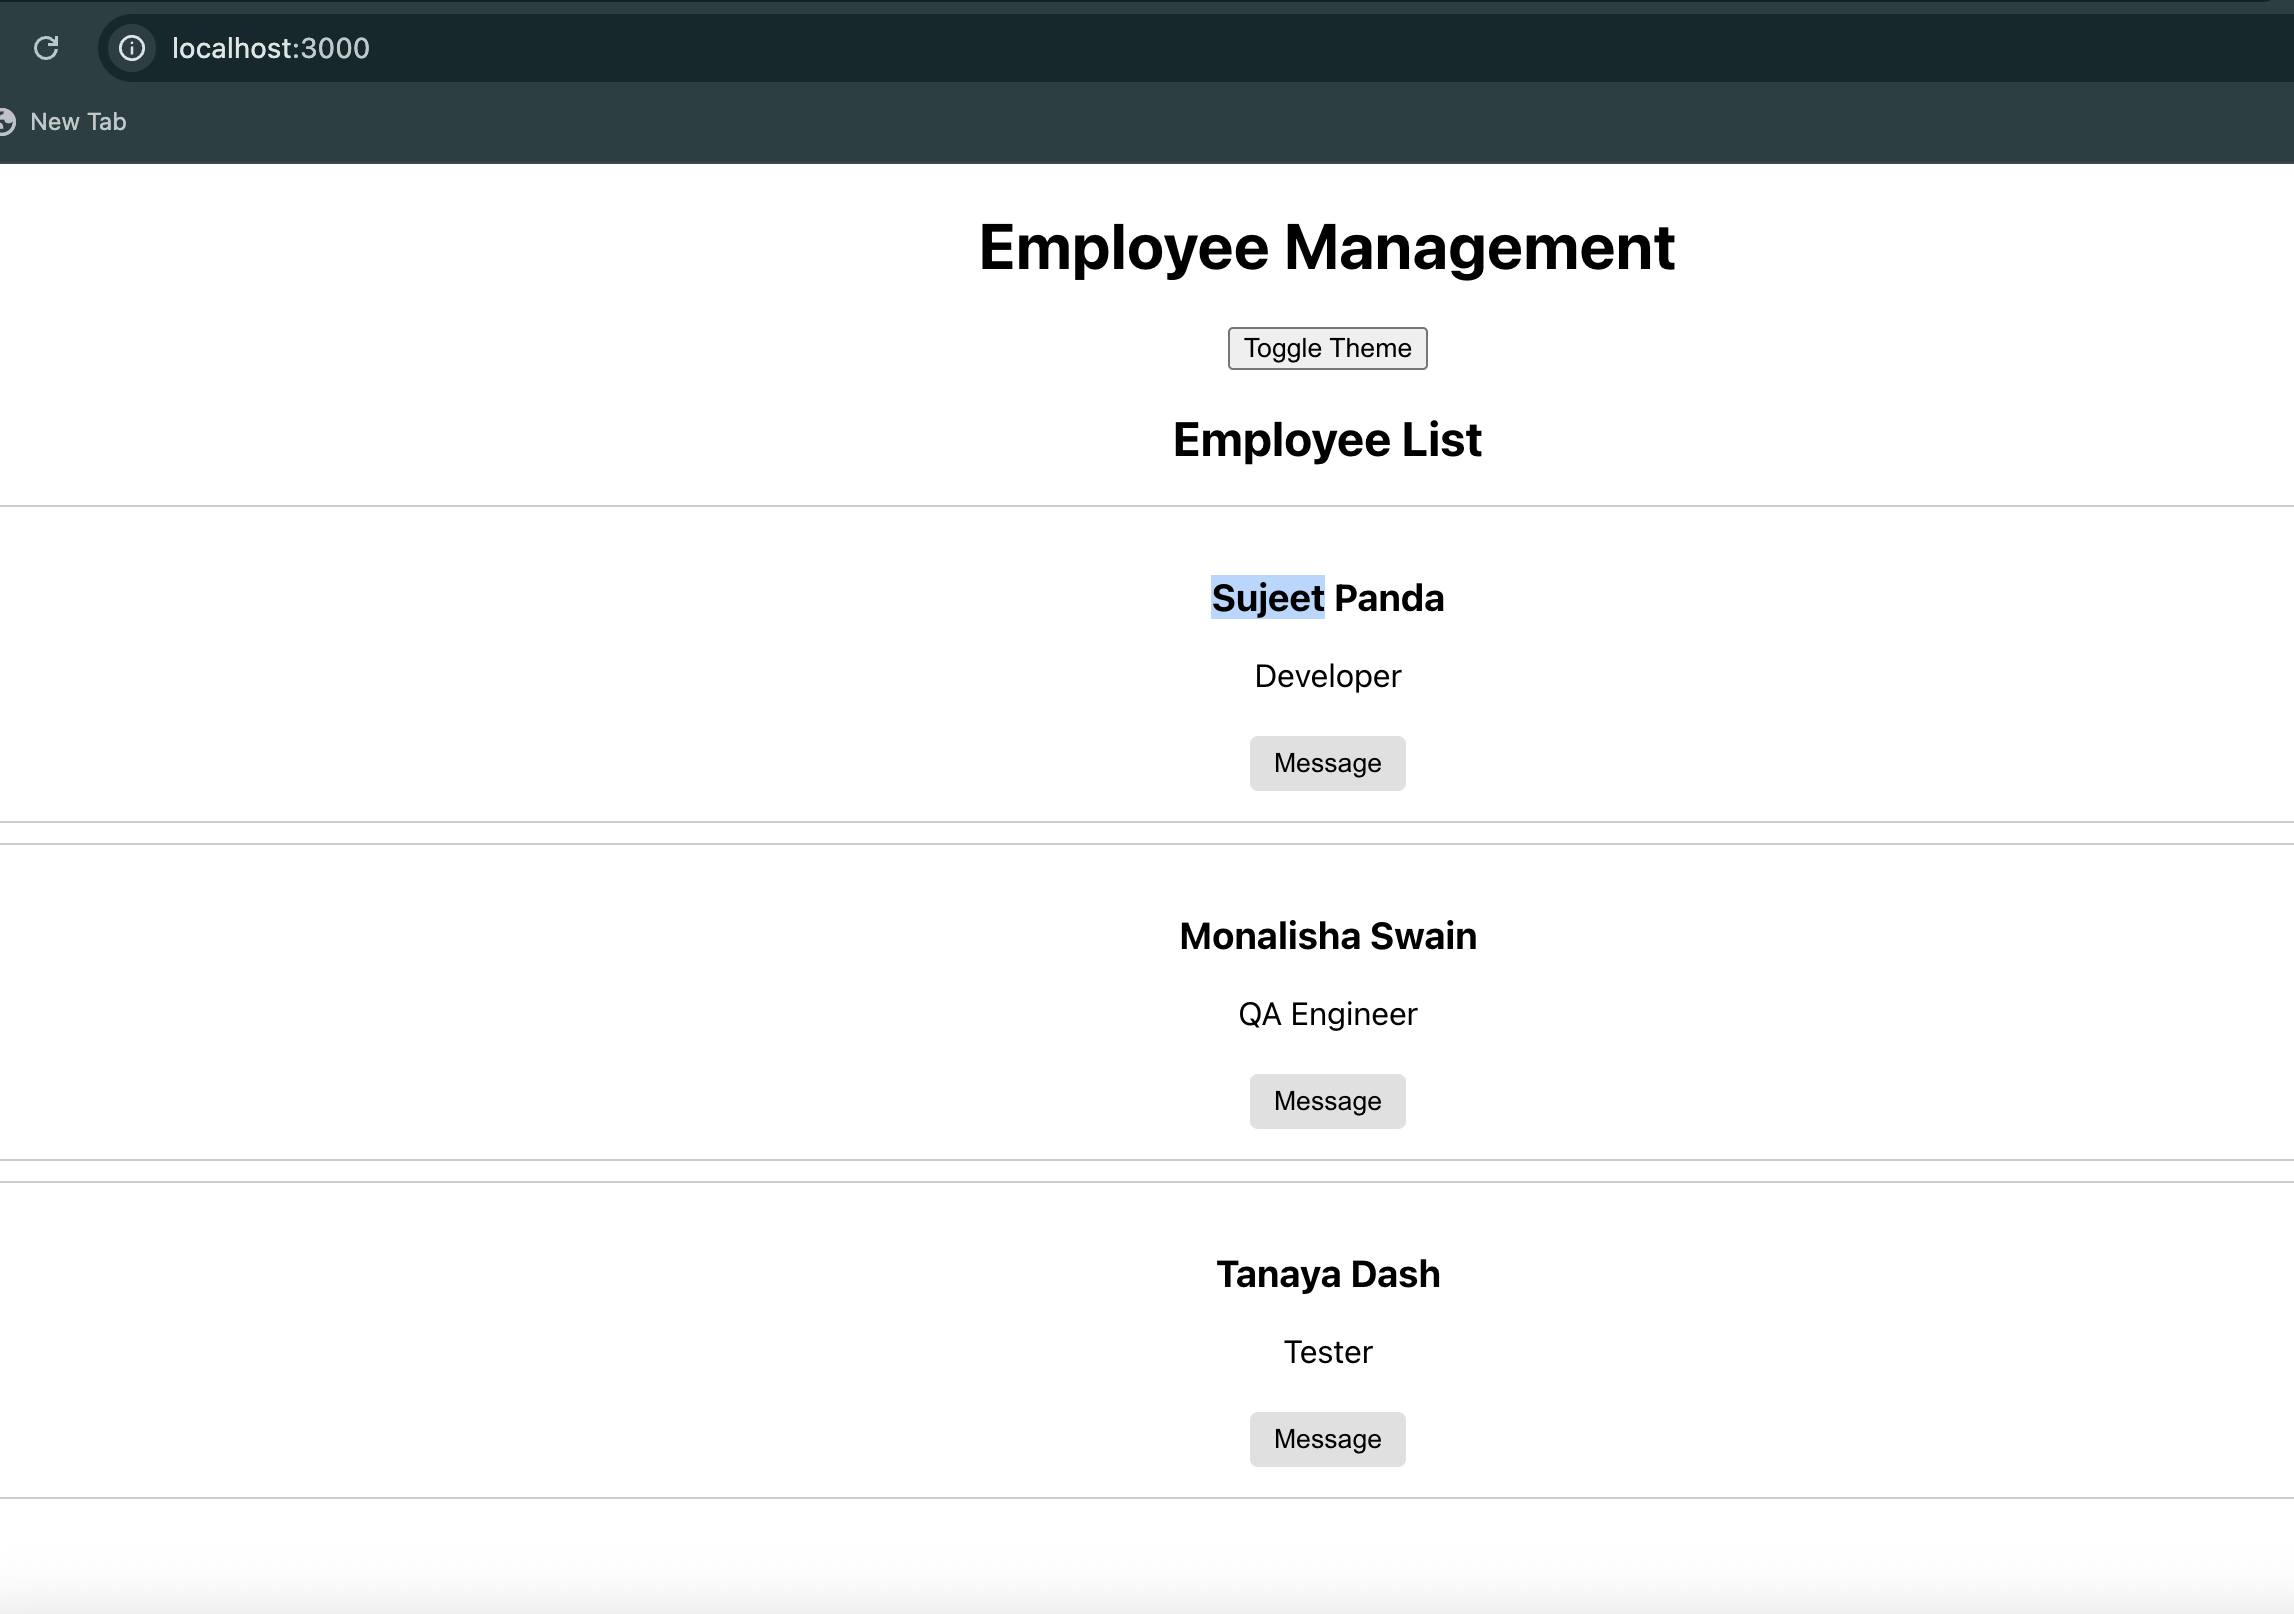 localhost:3000
New Tab
Employee Management
Toggle Theme
Employee List
Sujeet Panda
Developer
Message
Monalisha Swain
QA Engineer
Message
Tanaya Dash
Tester
Message